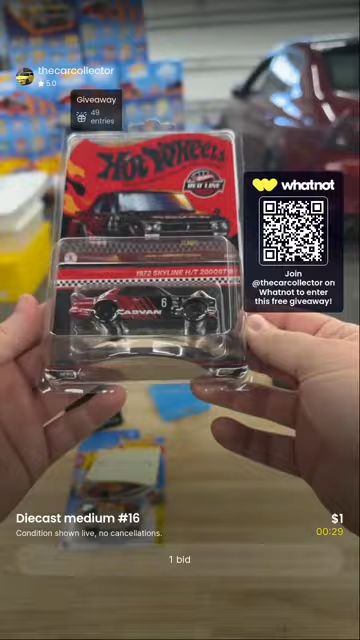 thecarcollector
★ 5.0
Giveaway
49
entries
Hot Wheels
RED LINE
whatnot
1972 SKYLINE H/T 2000GT-R
Join
@thecarcollector on
Whatnot to enter
this free giveaway!
6
ADVAN
Diecast medium #16
$1
Condition shown live, no cancellations.
00:29
1 bid